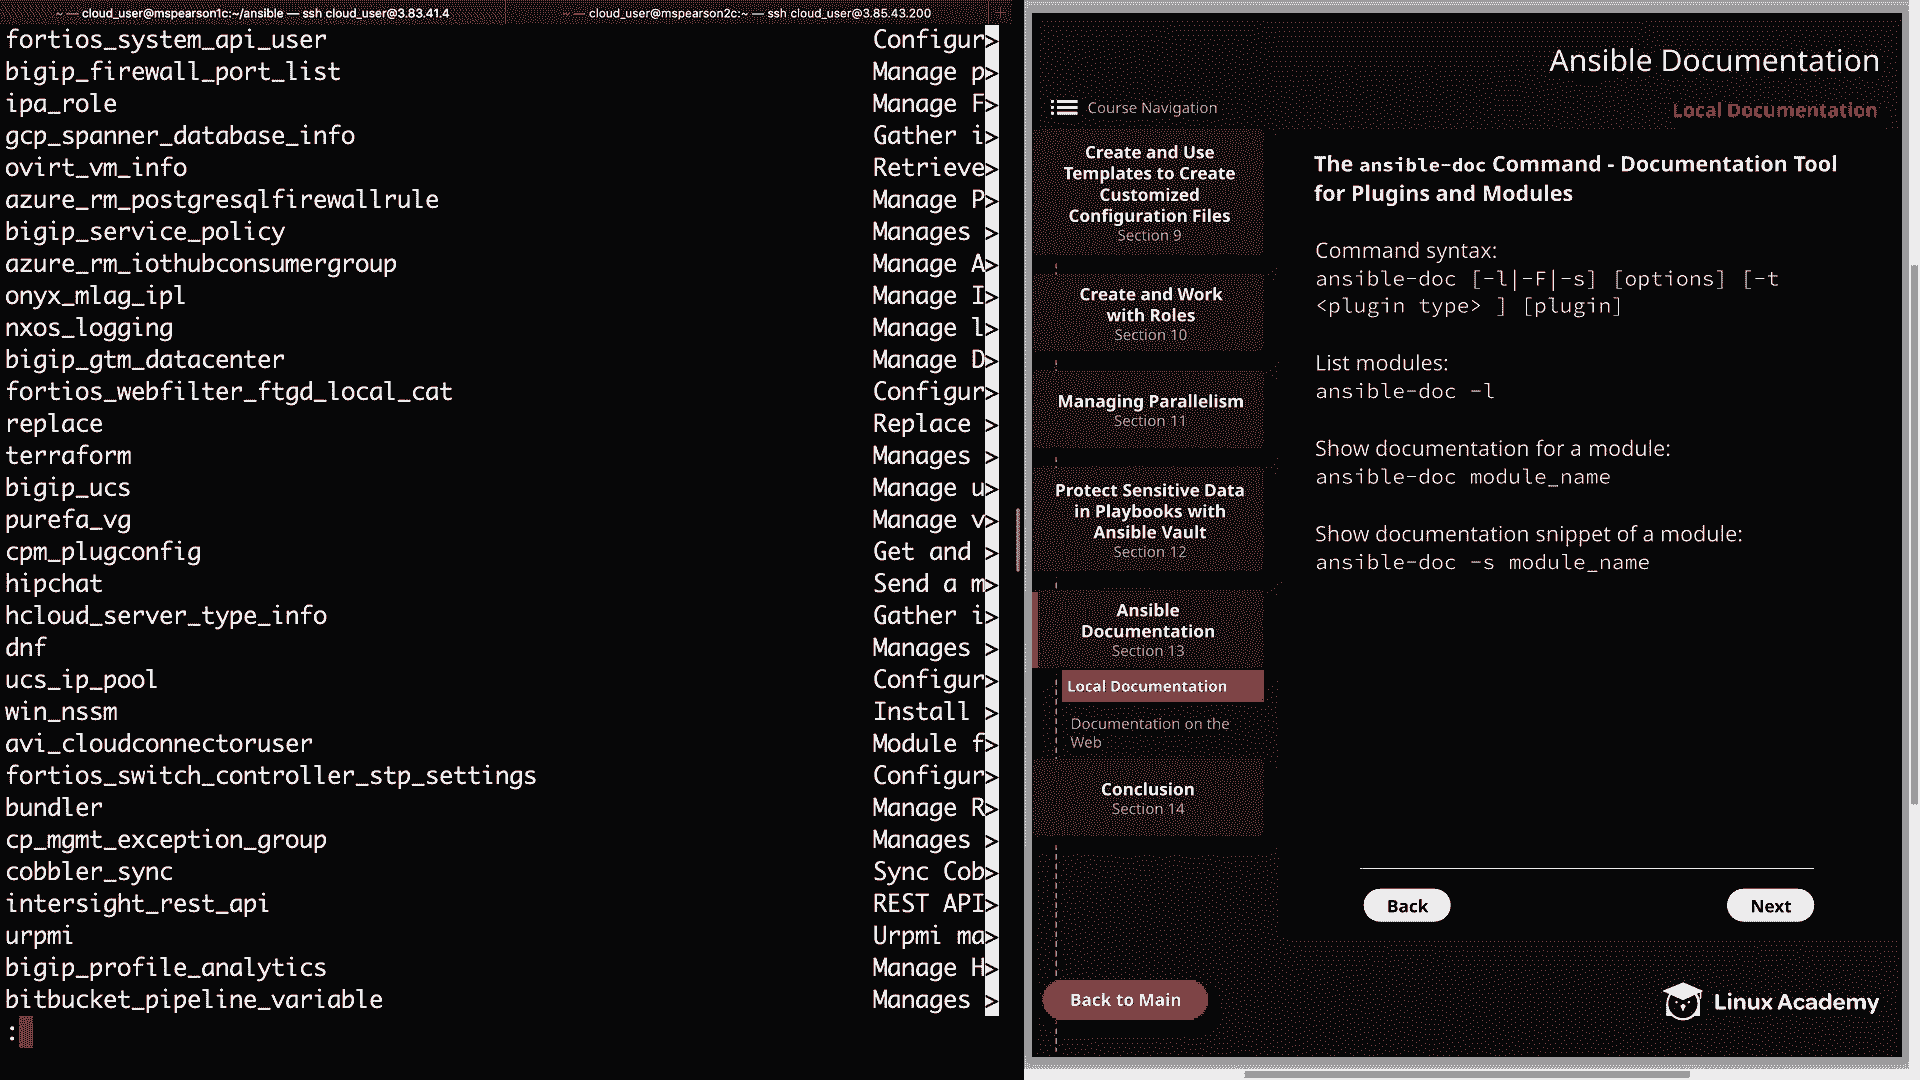 — cloud_user@mspearson1c:~/ansible — ssh cloud_user@3.83.41.4
— cloud_user@mspearson2c:~ — ssh cloud_user@3.85.43.200
fortios_system_api_user Configur>
bigip_firewall_port_list Manage p>
ipa_role Manage F>
gcp_spanner_database_info Gather i>
ovirt_vm_info Retrieve>
azure_rm_postgresqlfirewallrule Manage P>
bigip_service_policy Manages >
azure_rm_iothubconsumergroup Manage A>
onyx_mlag_ipl Manage I>
nxos_logging Manage l>
bigip_gtm_datacenter Manage D>
fortios_webfilter_ftgd_local_cat Configur>
replace Replace >
terraform Manages >
bigip_ucs Manage u>
purefa_vg Manage v>
cpm_plugconfig Get and >
hipchat Send a m>
hcloud_server_type_info Gather i>
dnf Manages >
ucs_ip_pool Configur>
win_nssm Install >
avi_cloudconnectoruser Module f>
fortios_switch_controller_stp_settings Configur>
bundler Manage R>
cp_mgmt_exception_group Manages >
cobbler_sync Sync Cob>
intersight_rest_api REST API>
urpmi Urpmi ma>
bigip_profile_analytics Manage H>
bitbucket_pipeline_variable Manages >
:
Ansible Documentation
Local Documentation
Course Navigation
Create and Use
Templates to Create
Customized
Configuration Files
Section 9
Create and Work
with Roles
Section 10
Managing Parallelism
Section 11
Protect Sensitive Data
in Playbooks with
Ansible Vault
Section 12
Ansible
Documentation
Section 13
Local Documentation
Documentation on the
Web
Conclusion
Section 14
Back to Main
The ansible-doc Command - Documentation Tool
for Plugins and Modules
Command syntax:
ansible-doc [-l|-F|-s] [options] [-t
<plugin type> ] [plugin]
List modules:
ansible-doc -l
Show documentation for a module:
ansible-doc module_name
Show documentation snippet of a module:
ansible-doc -s module_name
Back
Next
Linux Academy